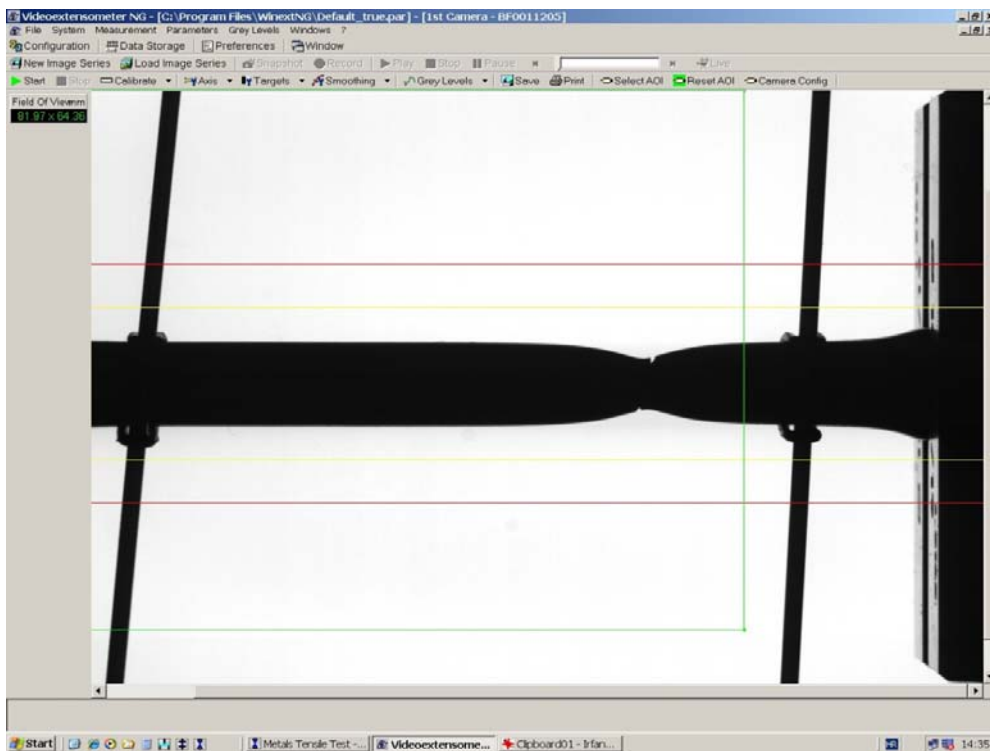 Videoextensometer NG - [C:\Program Files\WinextNG\Default_true.par] - [1st Camera - BF0011205]
File System Measurement Parameters Grey Levels Windows ?
Configuration Data Storage Preferences Window
New Image Series Load Image Series Snapshot Record Play Stop Pause Live
Start Stop Calibrate Axis Targets Smoothing Grey Levels Save Print Select AOI Reset AOI Camera Config
Field Of View mm
81.97 x 64.36
Start Metals Tensile Test -... Videoextensome... Clipboard01 - Irfan... 14:35